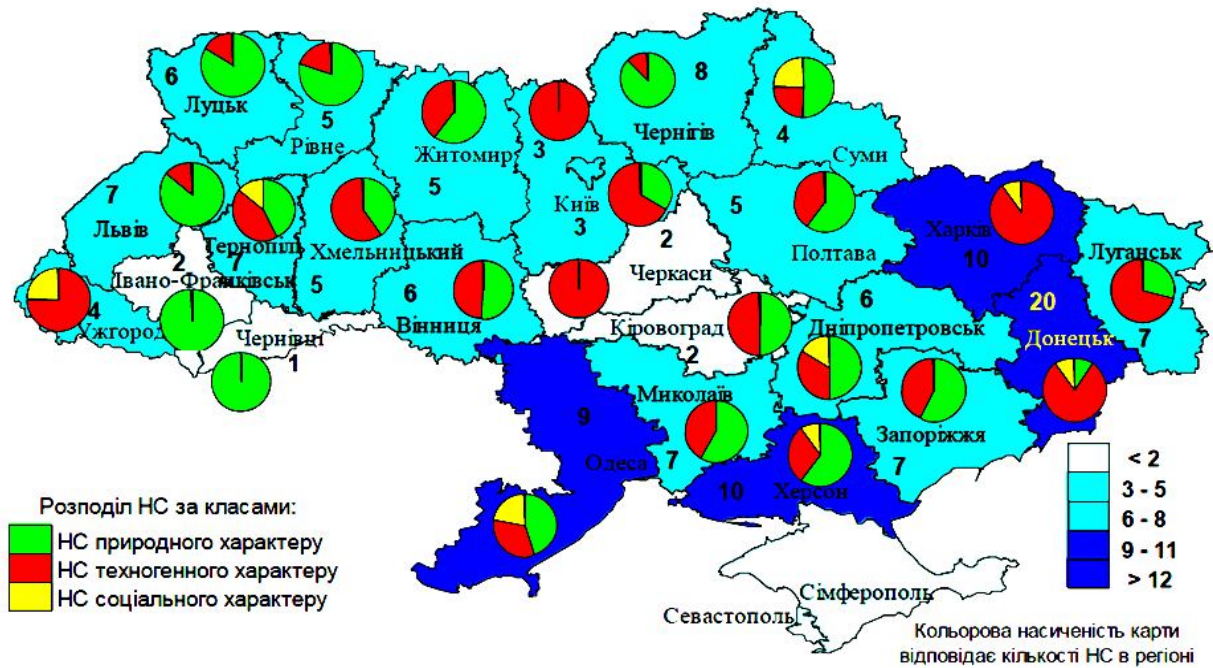 6
Луцьк
5
Рівне
Житомир
5
3
Київ
3
8
Чернігів
4
Суми
7
Львів
Тернопіль
7
Хмельницький
5
2
Івано-Франківськ
4
Ужгород
Чернівці
1
6
Вінниця
2
Черкаси
Кіровоград
2
5
Полтава
Харків
10
Луганськ
7
20
Донецьк
6
Дніпропетровськ
Миколаїв
7
Запоріжжя
7
9
Одеса
10
Херсон
Сімферополь
Севастополь
Розподіл НС за класами:
НС природного характеру
НС техногенного характеру
НС соціального характеру
< 2
3 - 5
6 - 8
9 - 11
> 12
Кольорова насиченість карти
відповідає кількості НС в регіоні